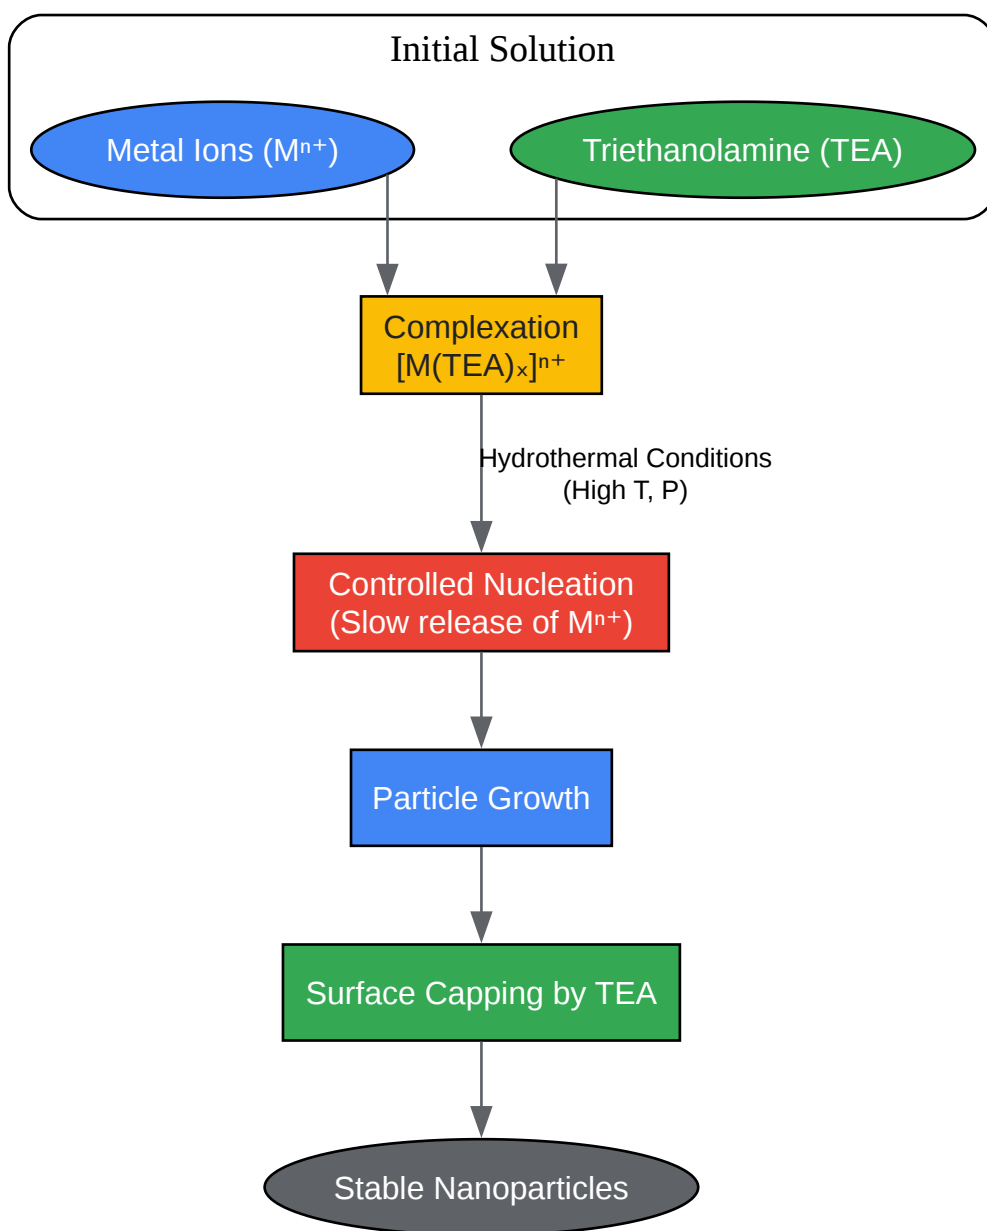 Initial Solution
Metal Ions (Mⁿ⁺)
Triethanolamine (TEA)
Complexation
[M(TEA)ₓ]ⁿ⁺
Hydrothermal Conditions
(High T, P)
Controlled Nucleation
(Slow release of Mⁿ⁺)
Particle Growth
Surface Capping by TEA
Stable Nanoparticles